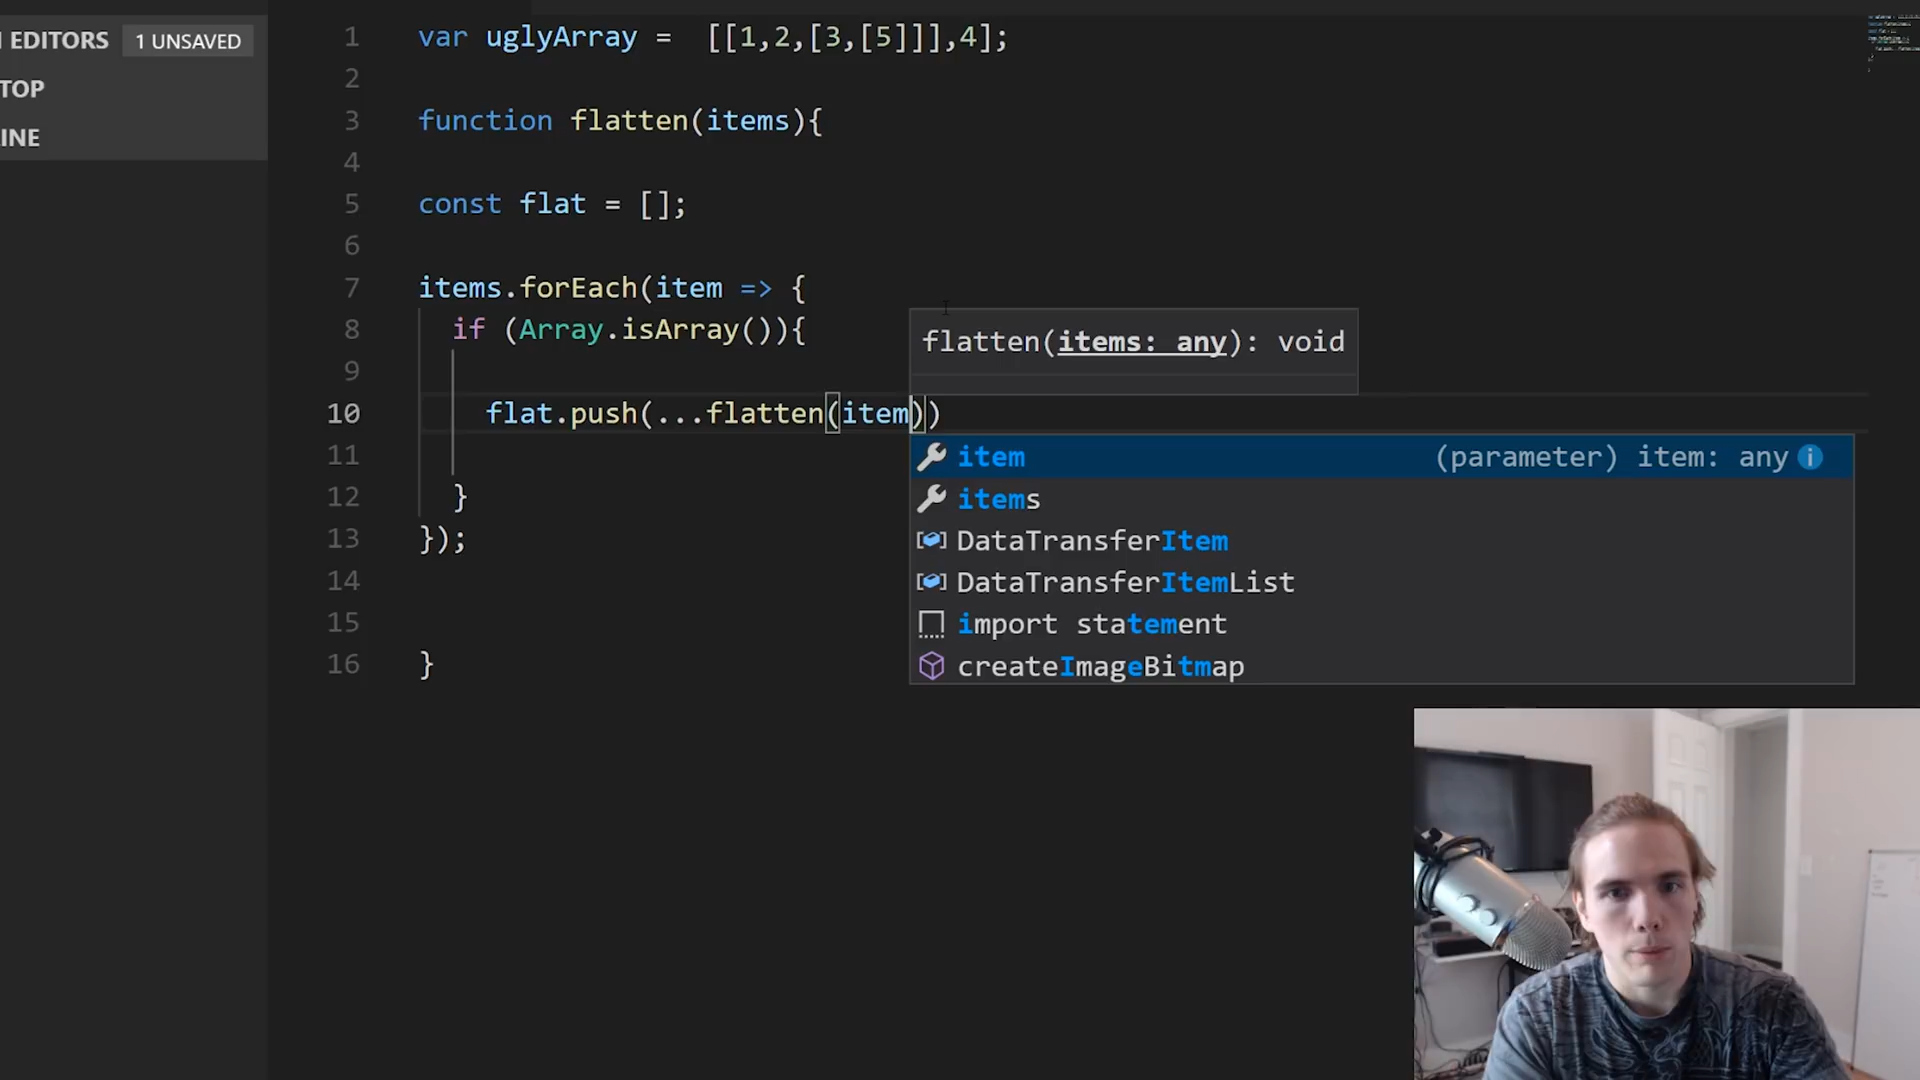 EDITORS 1 UNSAVED
TOP
INE
1 var uglyArray =  [[1,2,[3,[5]]],4];
2
3 function flatten(items){
4
5 const flat = [];
6
7 items.forEach(item => {
8 if (Array.isArray()){
9
10 flat.push(...flatten(item))
11
12 }
13 });
14
15
16 }
flatten(items: any): void
item (parameter) item: any
items
DataTransferItem
DataTransferItemList
import statement
createImageBitmap